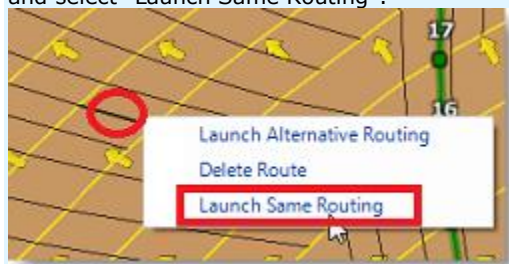 and select "Launch Same Routing".
17
16
Launch Alternative Routing
Delete Route
Launch Same Routing